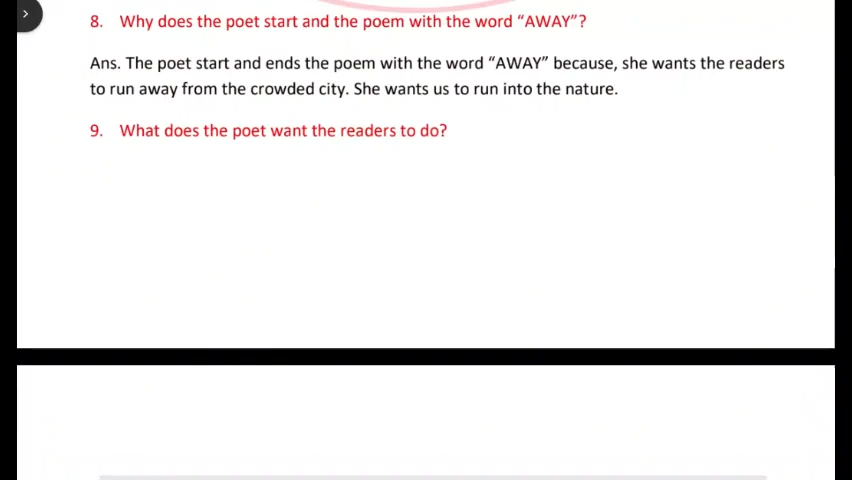 8. Why does the poet start and the poem with the word “AWAY”?
Ans. The poet start and ends the poem with the word “AWAY” because, she wants the readers
to run away from the crowded city. She wants us to run into the nature.
9. What does the poet want the readers to do?